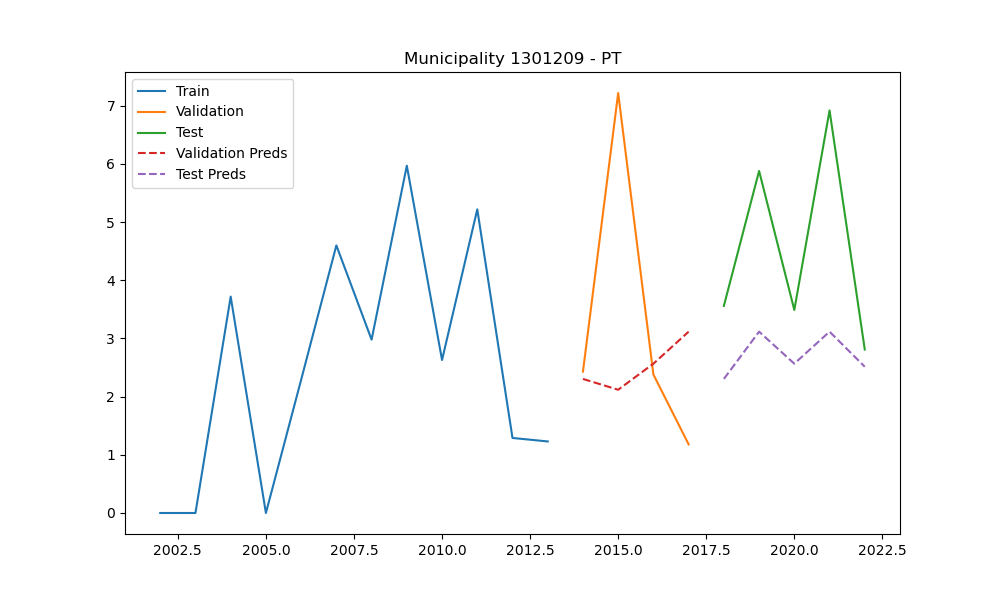 Municipality 1301209 - PT
Train
Validation
Test
Validation Preds
Test Preds
7
6
5
4
3
2
1
0
2002.5 2005.0 2007.5 2010.0 2012.5 2015.0 2017.5 2020.0 2022.5